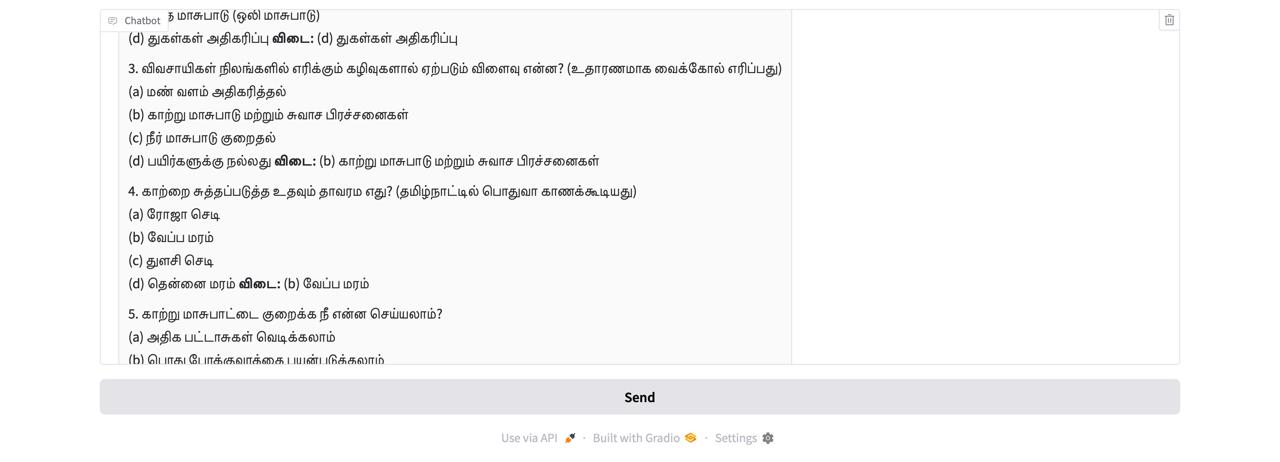 Chatbot
த மாசுபாடு (ஒலி மாசுபாடு)
(d) துகள்கள் அதிகரிப்பு விடை: (d) துகள்கள் அதிகரிப்பு
3. விவசாயிகள் நிலங்களில் எரிக்கும் கழிவுகளால் ஏற்படும் விளைவு என்ன? (உதாரணமாக வைக்கோல் எரிப்பது)
(a) மண் வளம் அதிகரித்தல்
(b) காற்று மாசுபாடு மற்றும் சுவாச பிரச்சனைகள்
(c) நீர் மாசுபாடு குறைதல்
(d) பயிர்களுக்கு நல்லது விடை: (b) காற்று மாசுபாடு மற்றும் சுவாச பிரச்சனைகள்
4. காற்றை சுத்தப்படுத்த உதவும் தாவரம எது? (தமிழ்நாட்டில் பொதுவா காணக்கூடியது)
(a) ரோஜா செடி
(b) வேப்ப மரம்
(c) துளசி செடி
(d) தென்னை மரம் விடை: (b) வேப்ப மரம்
5. காற்று மாசுபாட்டை குறைக்க நீ என்ன செய்யலாம்?
(a) அதிக பட்டாசுகள் வெடிக்கலாம்
(b) பொது போக்குவரத்தை பயன்படுத்தலாம்
Send
Use via API · Built with Gradio · Settings